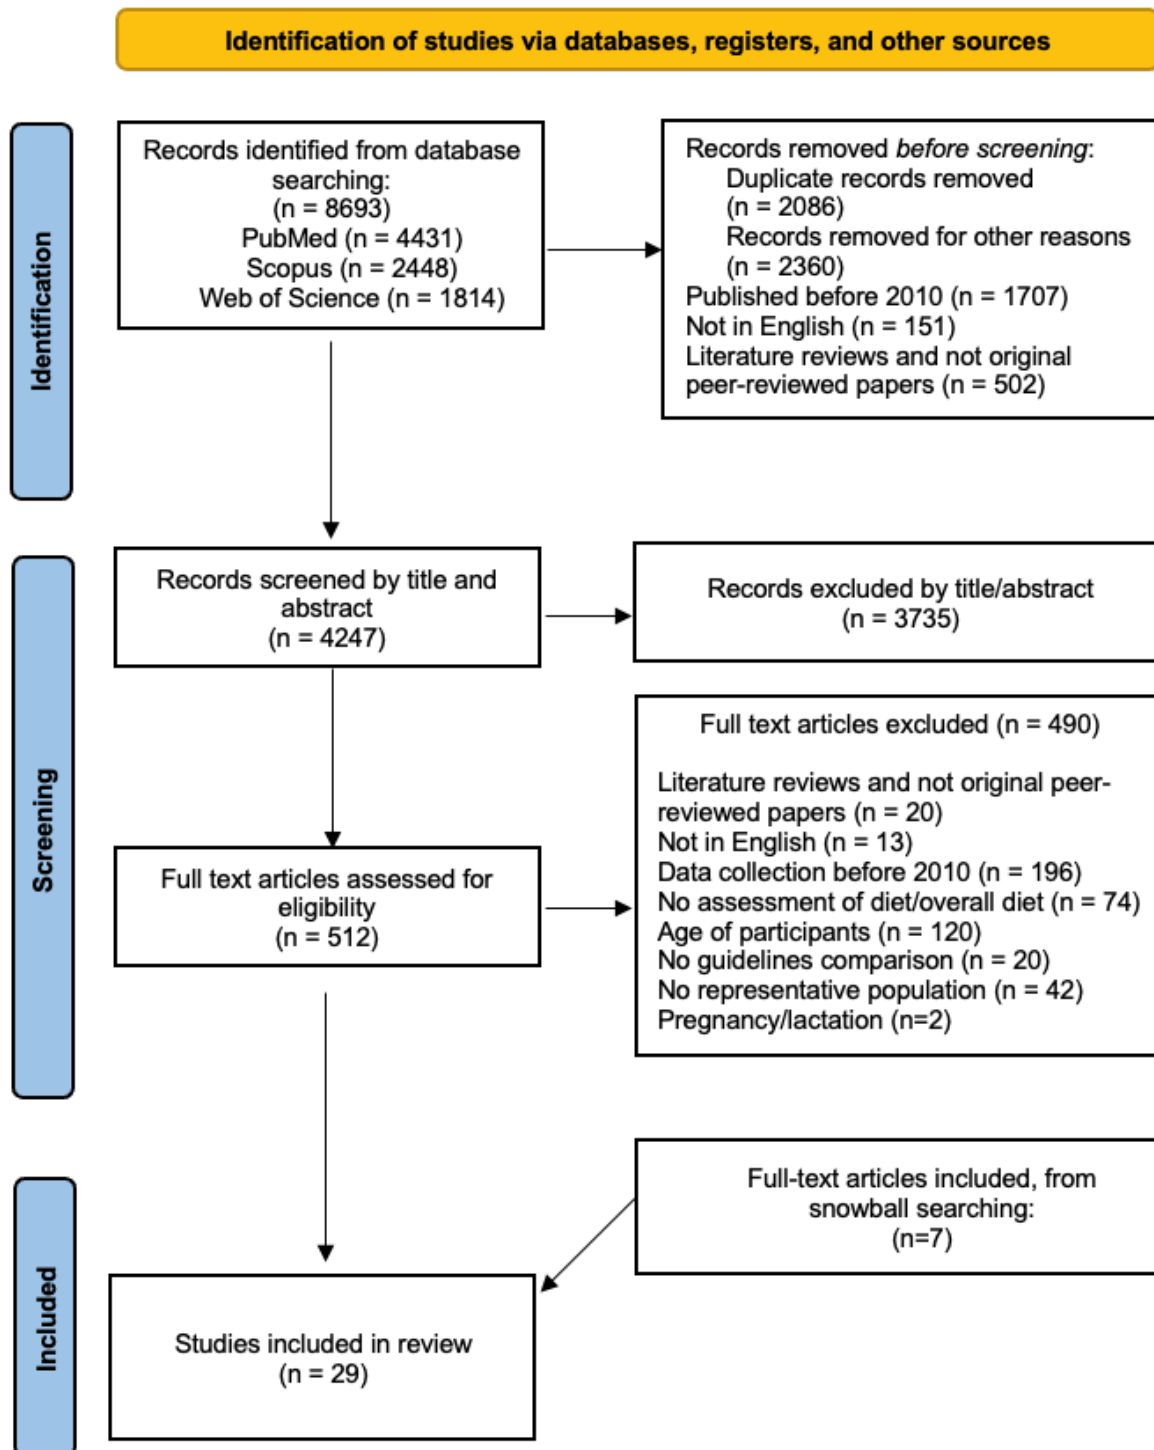 Identification of studies via databases, registers, and other sources
Identification
Records identified from database
searching:
(n = 8693)
PubMed (n = 4431)
Scopus (n = 2448)
Web of Science (n = 1814)
Records removed before screening:
Duplicate records removed
(n = 2086)
Records removed for other reasons
(n = 2360)
Published before 2010 (n = 1707)
Not in English (n = 151)
Literature reviews and not original
peer-reviewed papers (n = 502)
Screening
Records screened by title and
abstract
(n = 4247)
Records excluded by title/abstract
(n = 3735)
Full text articles assessed for
eligibility
(n = 512)
Full text articles excluded (n = 490)
Literature reviews and not original peer-
reviewed papers (n = 20)
Not in English (n = 13)
Data collection before 2010 (n = 196)
No assessment of diet/overall diet (n = 74)
Age of participants (n = 120)
No guidelines comparison (n = 20)
No representative population (n = 42)
Pregnancy/lactation (n=2)
Included
Full-text articles included, from
snowball searching:
(n=7)
Studies included in review
(n = 29)